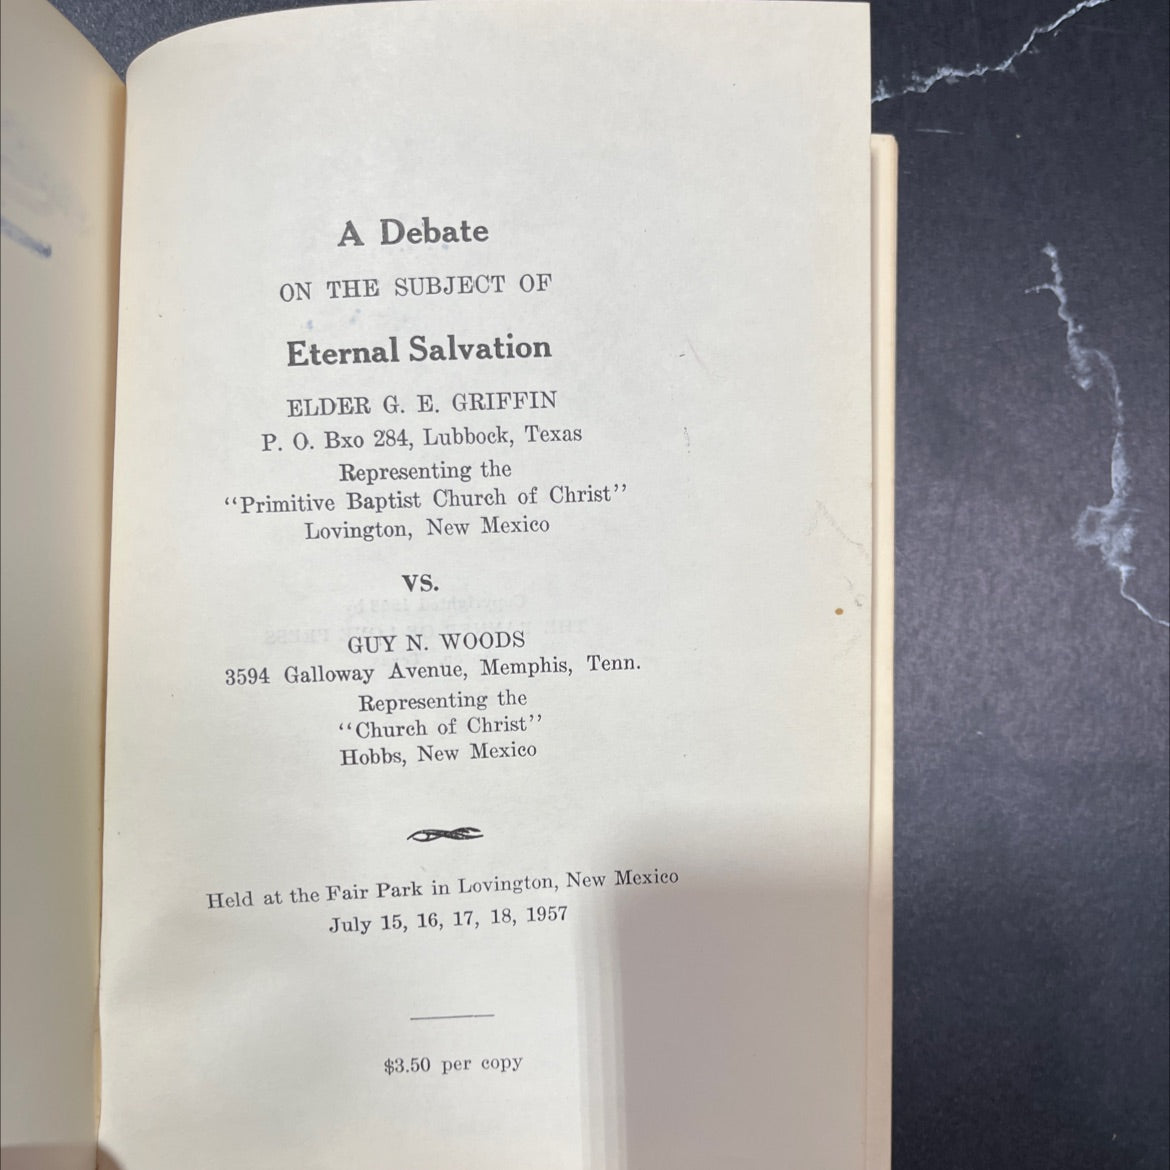 A Debate
ON THE SUBJECT OF
Eternal Salvation
ELDER G. E. GRIFFIN
P. O. Bxo 284, Lubbock, Texas
Representing the
“Primitive Baptist Church of Christ”
Lovington, New Mexico
VS.
GUY N. WOODS
3594 Galloway Avenue, Memphis, Tenn.
Representing the
“Church of Christ”
Hobbs, New Mexico
Held at the Fair Park in Lovington, New Mexico
July 15, 16, 17, 18, 1957
$3.50 per copy